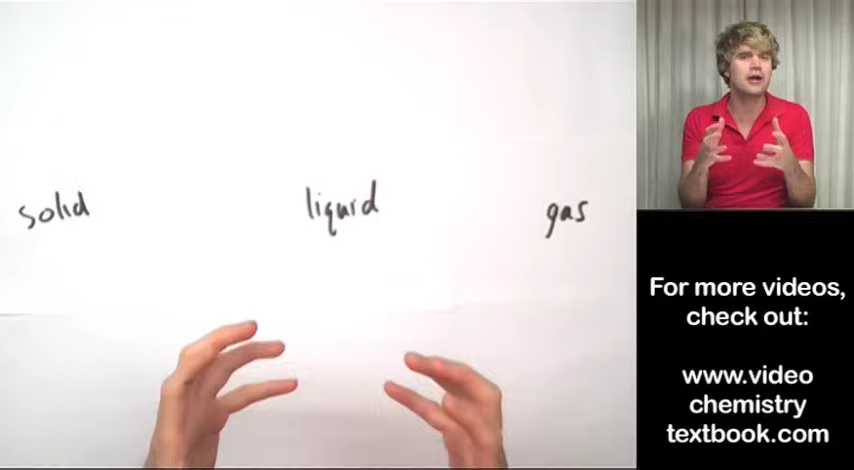 solid liquid gas
For more videos,
check out:
www.video
chemistry
textbook.com